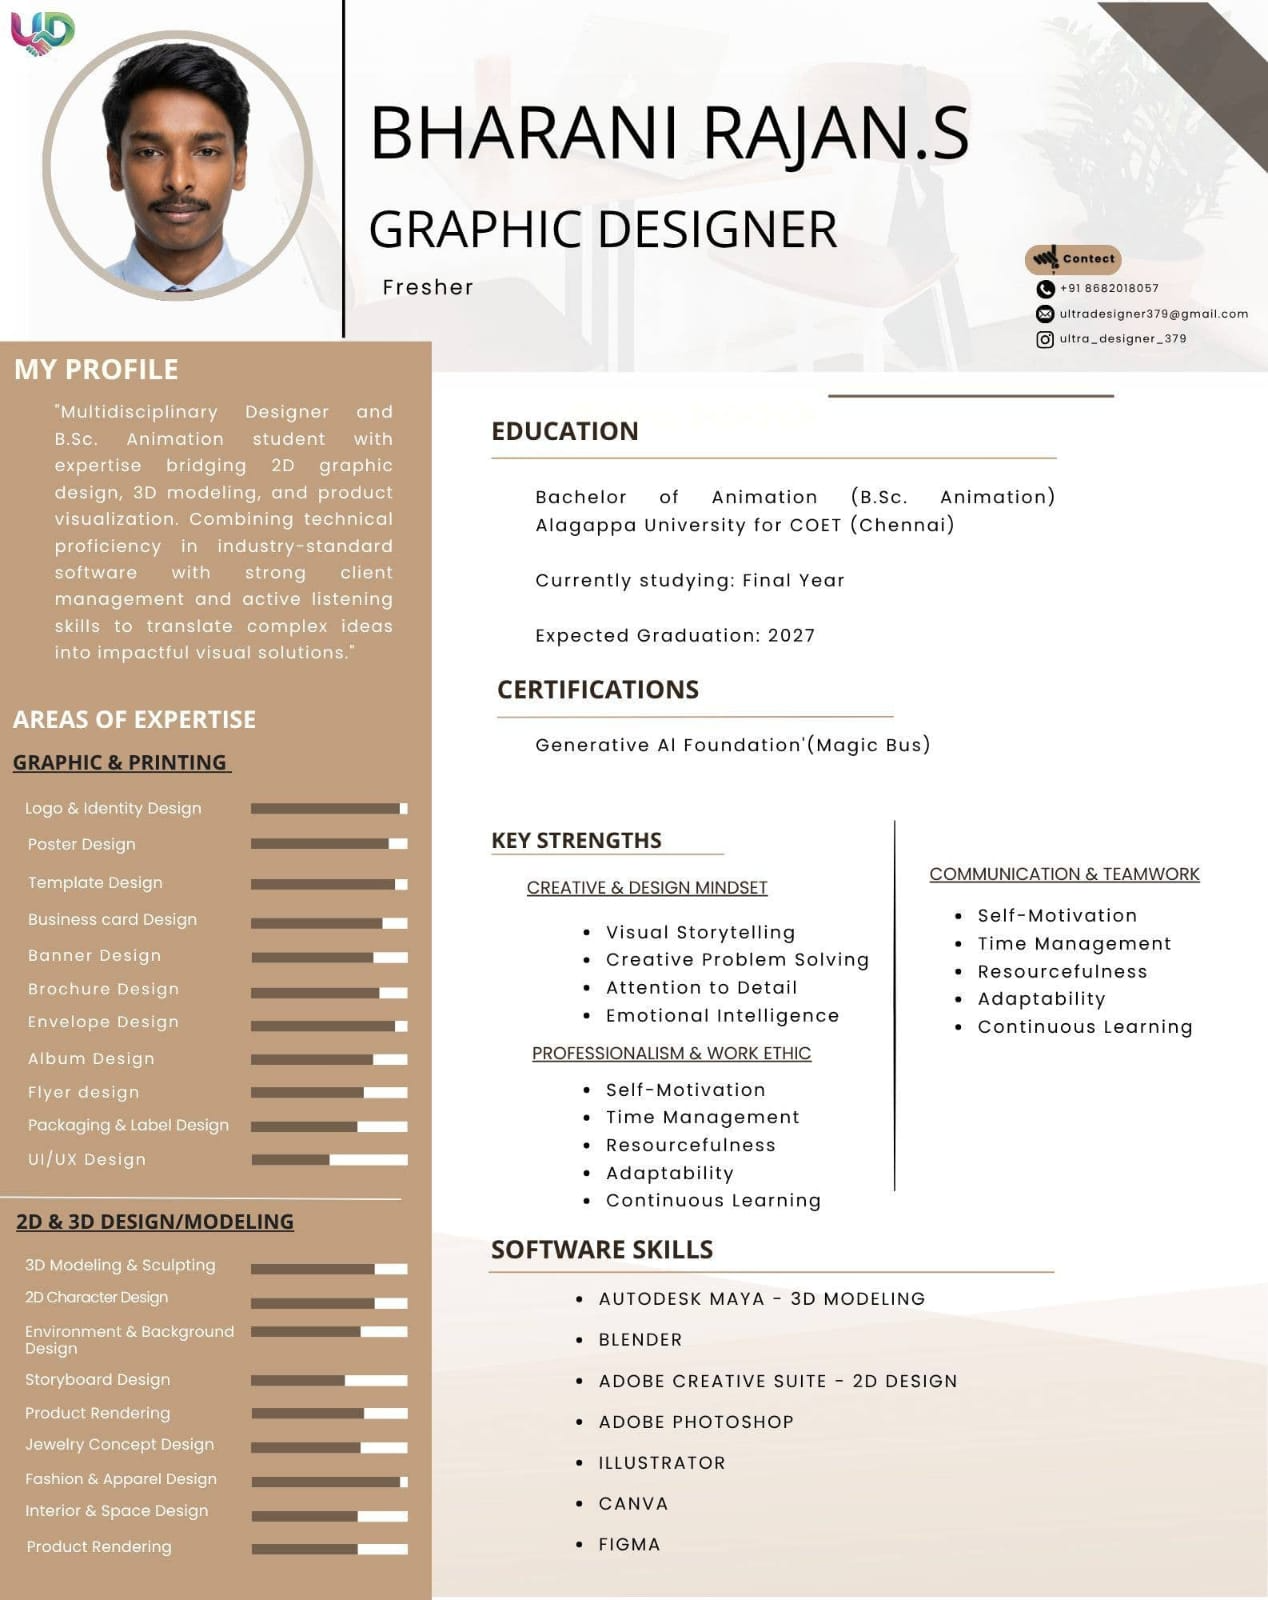 UD
BHARANI RAJAN.S
GRAPHIC DESIGNER
Fresher
Contect
+91 8682018057
ultradesigner379@gmail.com
ultra_designer_379
MY PROFILE
"Multidisciplinary Designer and
B.Sc. Animation student with
expertise bridging 2D graphic
design, 3D modeling, and product
visualization. Combining technical
proficiency in industry-standard
software with strong client
management and active listening
skills to translate complex ideas
into impactful visual solutions."
AREAS OF EXPERTISE
GRAPHIC & PRINTING
Logo & Identity Design
Poster Design
Template Design
Business card Design
Banner Design
Brochure Design
Envelope Design
Album Design
Flyer design
Packaging & Label Design
UI/UX Design
2D & 3D DESIGN/MODELING
3D Modeling & Sculpting
2D Character Design
Environment & Background
Design
Storyboard Design
Product Rendering
Jewelry Concept Design
Fashion & Apparel Design
Interior & Space Design
Product Rendering
EDUCATION
Bachelor of Animation (B.Sc. Animation)
Alagappa University for COET (Chennai)
Currently studying: Final Year
Expected Graduation: 2027
CERTIFICATIONS
Generative Al Foundation'(Magic Bus)
KEY STRENGTHS
CREATIVE & DESIGN MINDSET
• Visual Storytelling
• Creative Problem Solving
• Attention to Detail
• Emotional Intelligence
PROFESSIONALISM & WORK ETHIC
• Self-Motivation
• Time Management
• Resourcefulness
• Adaptability
• Continuous Learning
COMMUNICATION & TEAMWORK
• Self-Motivation
• Time Management
• Resourcefulness
• Adaptability
• Continuous Learning
SOFTWARE SKILLS
• AUTODESK MAYA - 3D MODELING
• BLENDER
• ADOBE CREATIVE SUITE - 2D DESIGN
• ADOBE PHOTOSHOP
• ILLUSTRATOR
• CANVA
• FIGMA